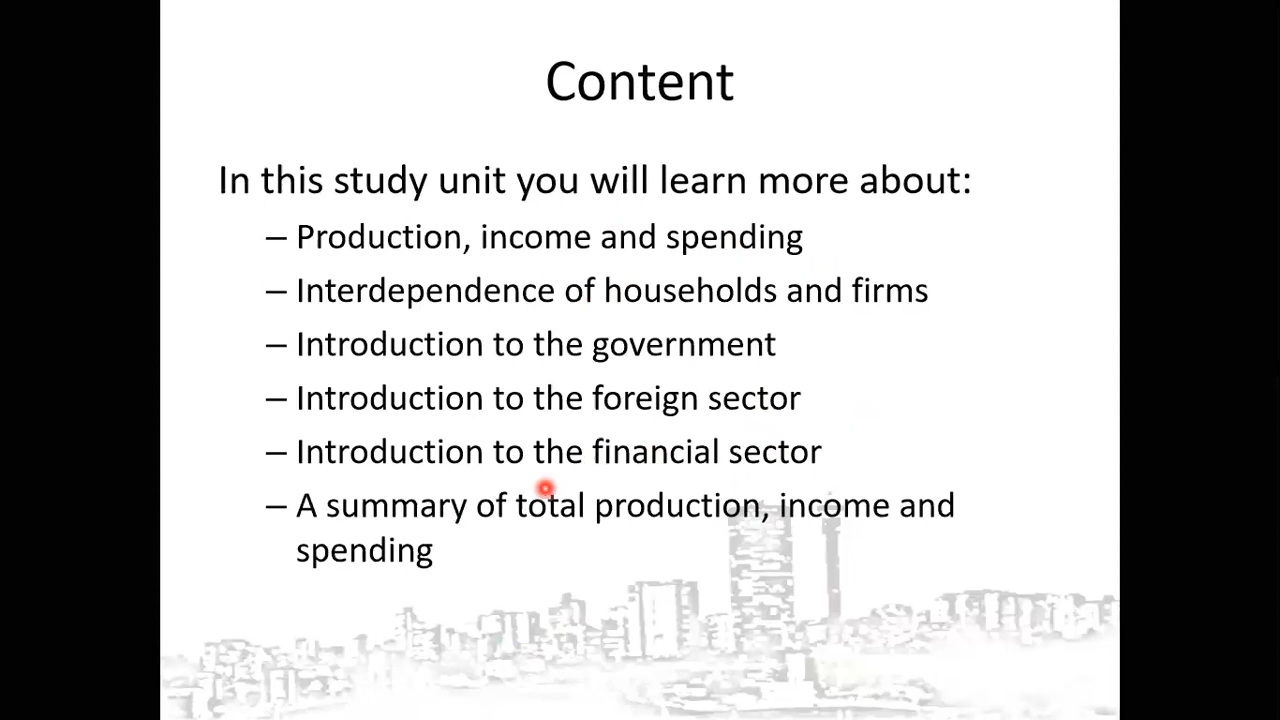 Content
In this study unit you will learn more about:
– Production, income and spending
– Interdependence of households and firms
– Introduction to the government
– Introduction to the foreign sector
– Introduction to the financial sector
– A summary of total production, income and
spending